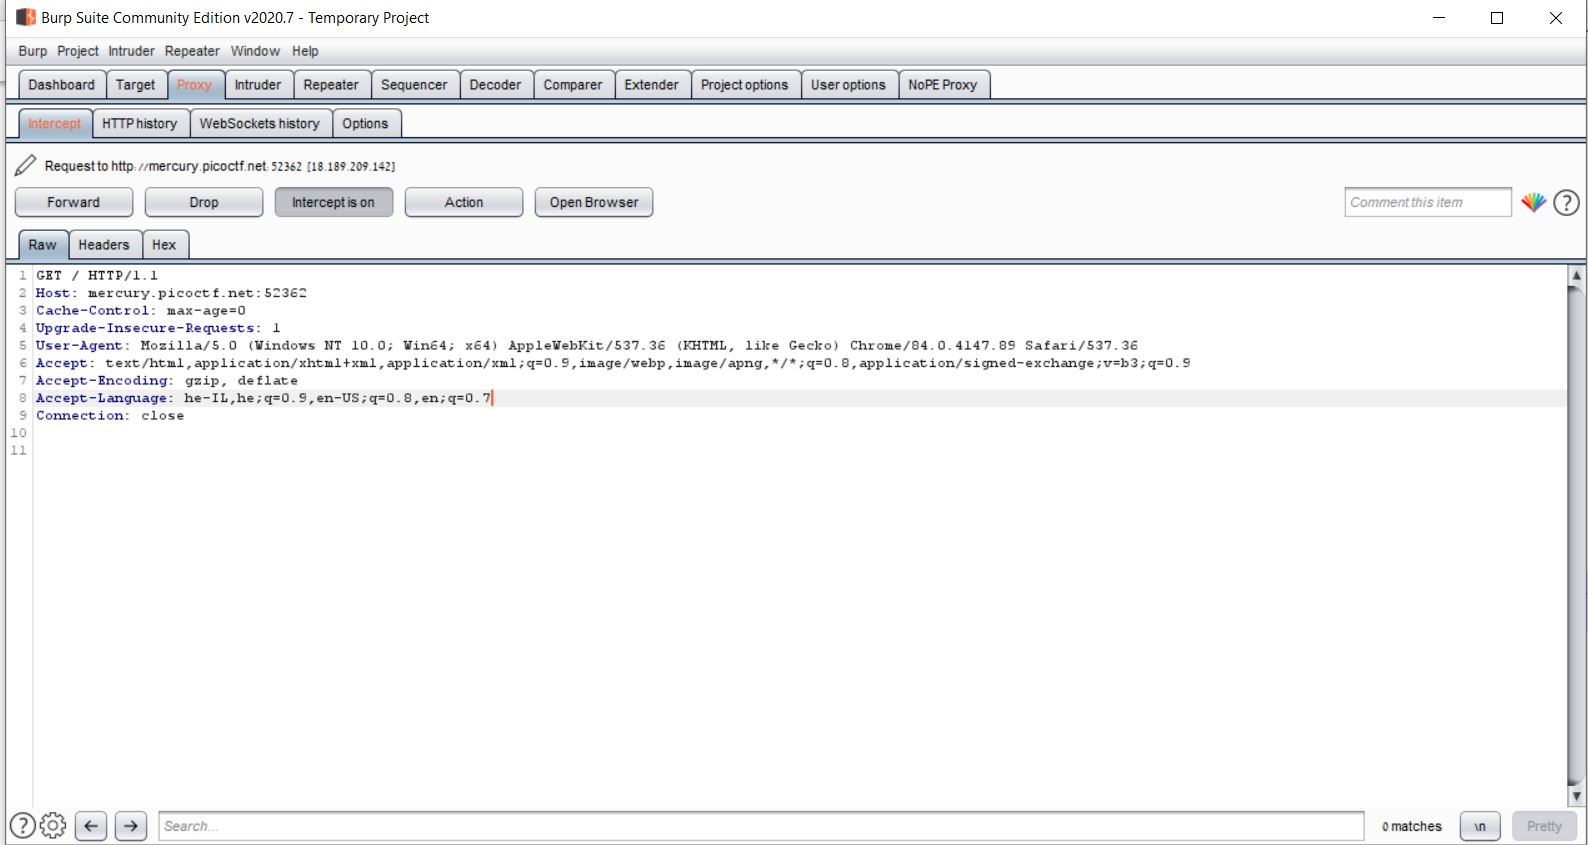 Burp Suite Community Edition v2020.7 - Temporary Project
Burp Project Intruder Repeater Window Help
Dashboard Target Proxy Intruder Repeater Sequencer Decoder Comparer Extender Project options User options NoPE Proxy
Intercept HTTP history WebSockets history Options
Request to http://mercury.picoctf.net:52362 [18.189.209.142]
Forward Drop Intercept is on Action Open Browser Comment this item ?
Raw Headers Hex
1 GET / HTTP/1.1
2 Host: mercury.picoctf.net:52362
3 Cache-Control: max-age=0
4 Upgrade-Insecure-Requests: 1
5 User-Agent: Mozilla/5.0 (Windows NT 10.0; Win64; x64) AppleWebKit/537.36 (KHTML, like Gecko) Chrome/84.0.4147.89 Safari/537.36
6 Accept: text/html,application/xhtml+xml,application/xml;q=0.9,image/webp,image/apng,*/*;q=0.8,application/signed-exchange;v=b3;q=0.9
7 Accept-Encoding: gzip, deflate
8 Accept-Language: he-IL,he;q=0.9,en-US;q=0.8,en;q=0.7
9 Connection: close
10
11
? Search... 0 matches \n Pretty